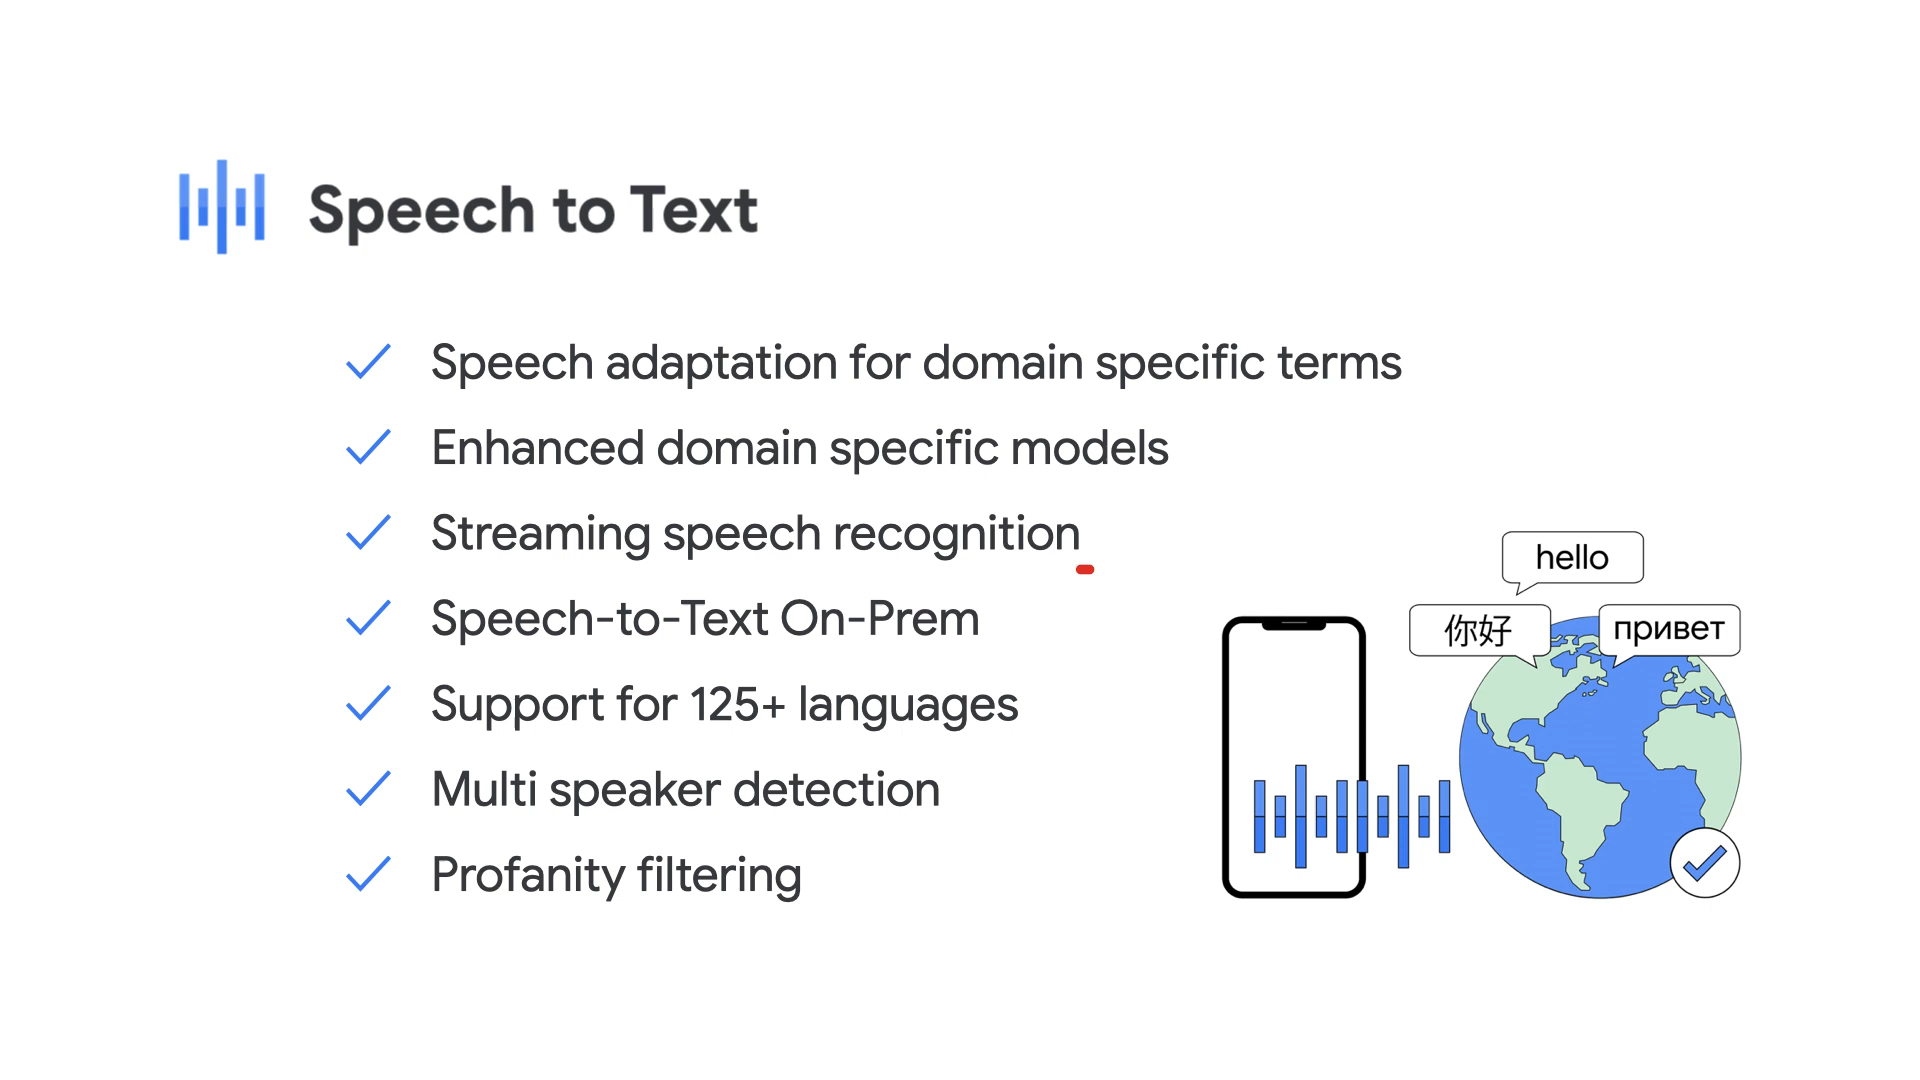 Speech to Text
Speech adaptation for domain specific terms
Enhanced domain specific models
Streaming speech recognition
Speech-to-Text On-Prem
Support for 125+ languages
Multi speaker detection
Profanity filtering
hello
你好
привет